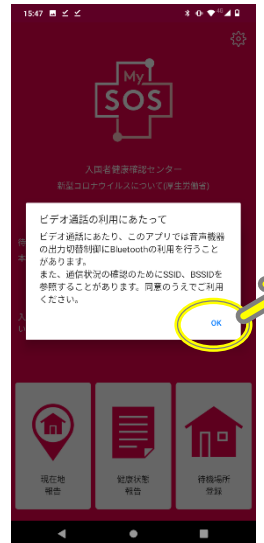 15:47
4G
My
SOS
入国者健康確認センター
新型コロナウイルスについて(厚生労働省)
ビデオ通話の利用にあたって
ビデオ通話にあたり、このアプリでは音声機器
の出力切替制御にBluetoothの利用を行うこと
があります。
また、通信状況の確認のためにSSID、BSSIDを
参照することがあります。同意のうえでご利用
ください。
OK
現在地
報告
健康状態
報告
待機場所
登録